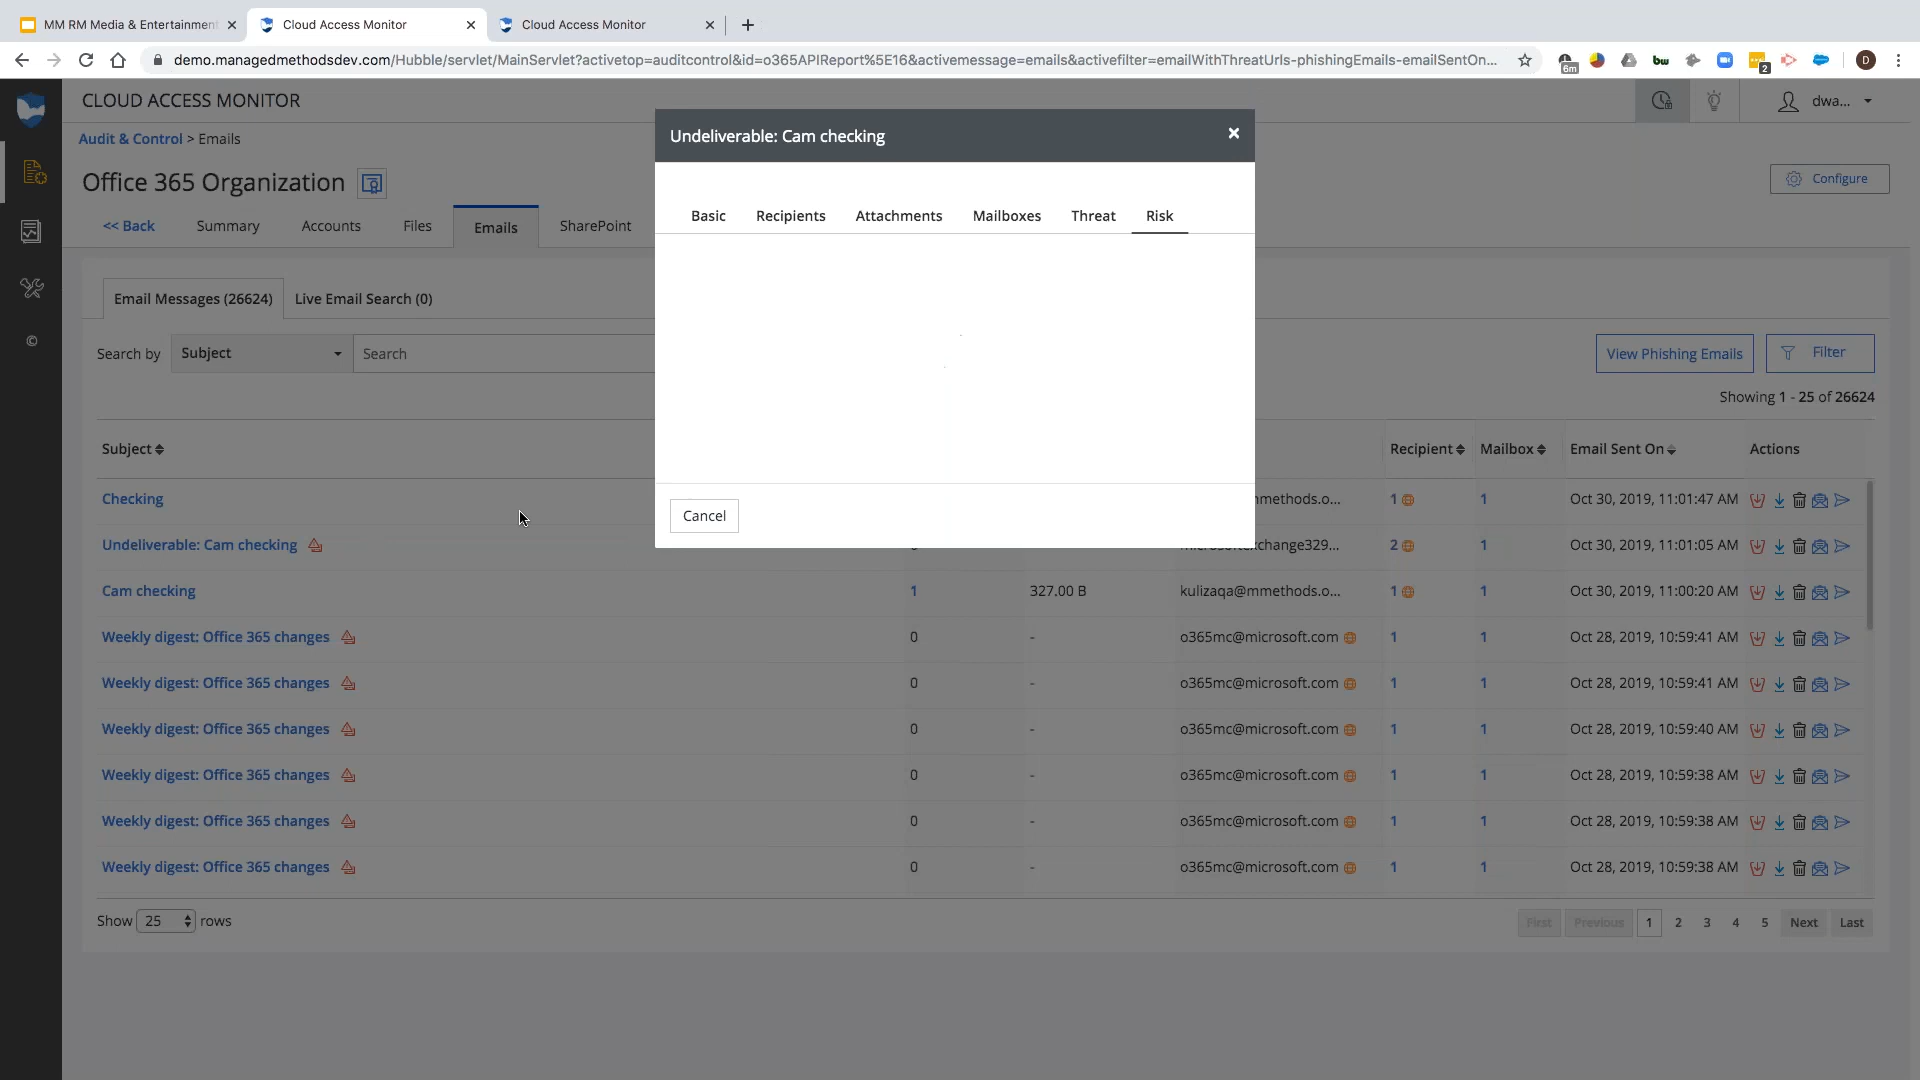 MM RM Media & Entertainment
Cloud Access Monitor
Cloud Access Monitor
demo.managedmethodsdev.com/Hubble/servlet/MainServlet?activetop=auditcontrol&id=o365APIReport%5E16&activemessage=emails&activefilter=emailWithThreatUrls-phishingEmails-emailSentOn...
6m
bw
2
D
CLOUD ACCESS MONITOR
dwa...
Audit & Control > Emails
Office 365 Organization
Configure
<< Back Summary Accounts Files Emails SharePoint
Undeliverable: Cam checking
Basic Recipients Attachments Mailboxes Threat Risk
Cancel
Email Messages (26624) Live Email Search (0)
Search by Subject Search
View Phishing Emails Filter
Showing 1 - 25 of 26624
Subject Recipient Mailbox Email Sent On Actions
Checking 1 1 Oct 30, 2019, 11:01:47 AM
Undeliverable: Cam checking 2 1 Oct 30, 2019, 11:01:05 AM
Cam checking 1 327.00 B kulizaqa@mmethods.o... 1 1 Oct 30, 2019, 11:00:20 AM
Weekly digest: Office 365 changes 0 - o365mc@microsoft.com 1 1 Oct 28, 2019, 10:59:41 AM
Weekly digest: Office 365 changes 0 - o365mc@microsoft.com 1 1 Oct 28, 2019, 10:59:41 AM
Weekly digest: Office 365 changes 0 - o365mc@microsoft.com 1 1 Oct 28, 2019, 10:59:40 AM
Weekly digest: Office 365 changes 0 - o365mc@microsoft.com 1 1 Oct 28, 2019, 10:59:38 AM
Weekly digest: Office 365 changes 0 - o365mc@microsoft.com 1 1 Oct 28, 2019, 10:59:38 AM
Weekly digest: Office 365 changes 0 - o365mc@microsoft.com 1 1 Oct 28, 2019, 10:59:38 AM
Show 25 rows
First Previous 1 2 3 4 5 Next Last
©